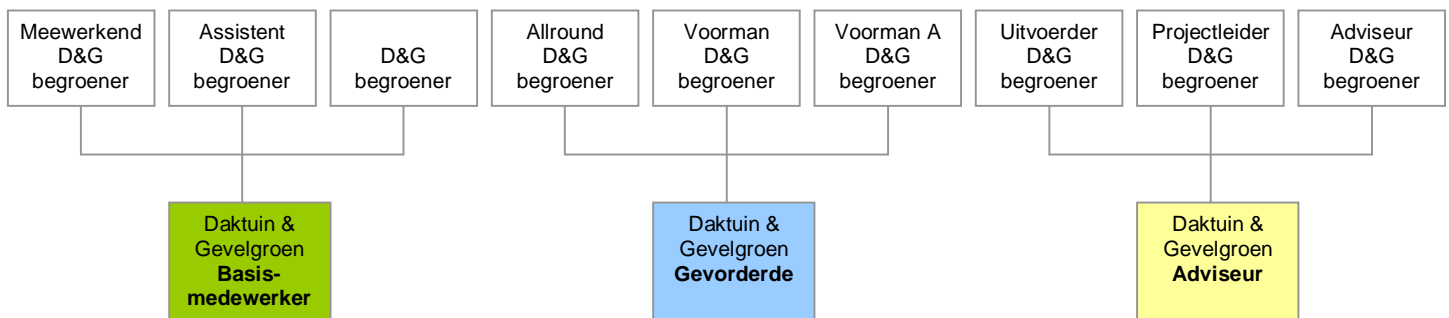 Meewerkend
D&G
begroener
Assistent
D&G
begroener
D&G
begroener
Allround
D&G
begroener
Voorman
D&G
begroener
Voorman A
D&G
begroener
Uitvoerder
D&G
begroener
Projectleider
D&G
begroener
Adviseur
D&G
begroener
Daktuin &
Gevelgroen
Basis-
medewerker
Daktuin &
Gevelgroen
Gevorderde
Daktuin &
Gevelgroen
Adviseur